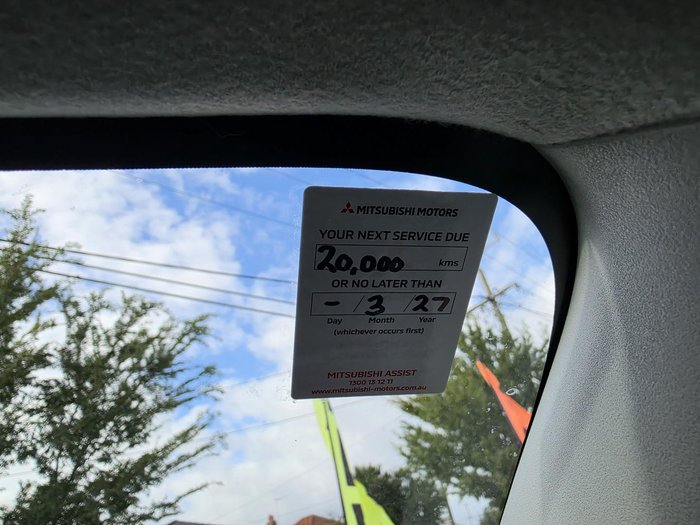 MITSUBISHI MOTORS
YOUR NEXT SERVICE DUE
20,000 kms
OR NO LATER THAN
- / 3 / 27
Day Month Year
(whichever occurs first)
MITSUBISHI ASSIST
1300 13 12 11
www.mitsubishi-motors.com.au